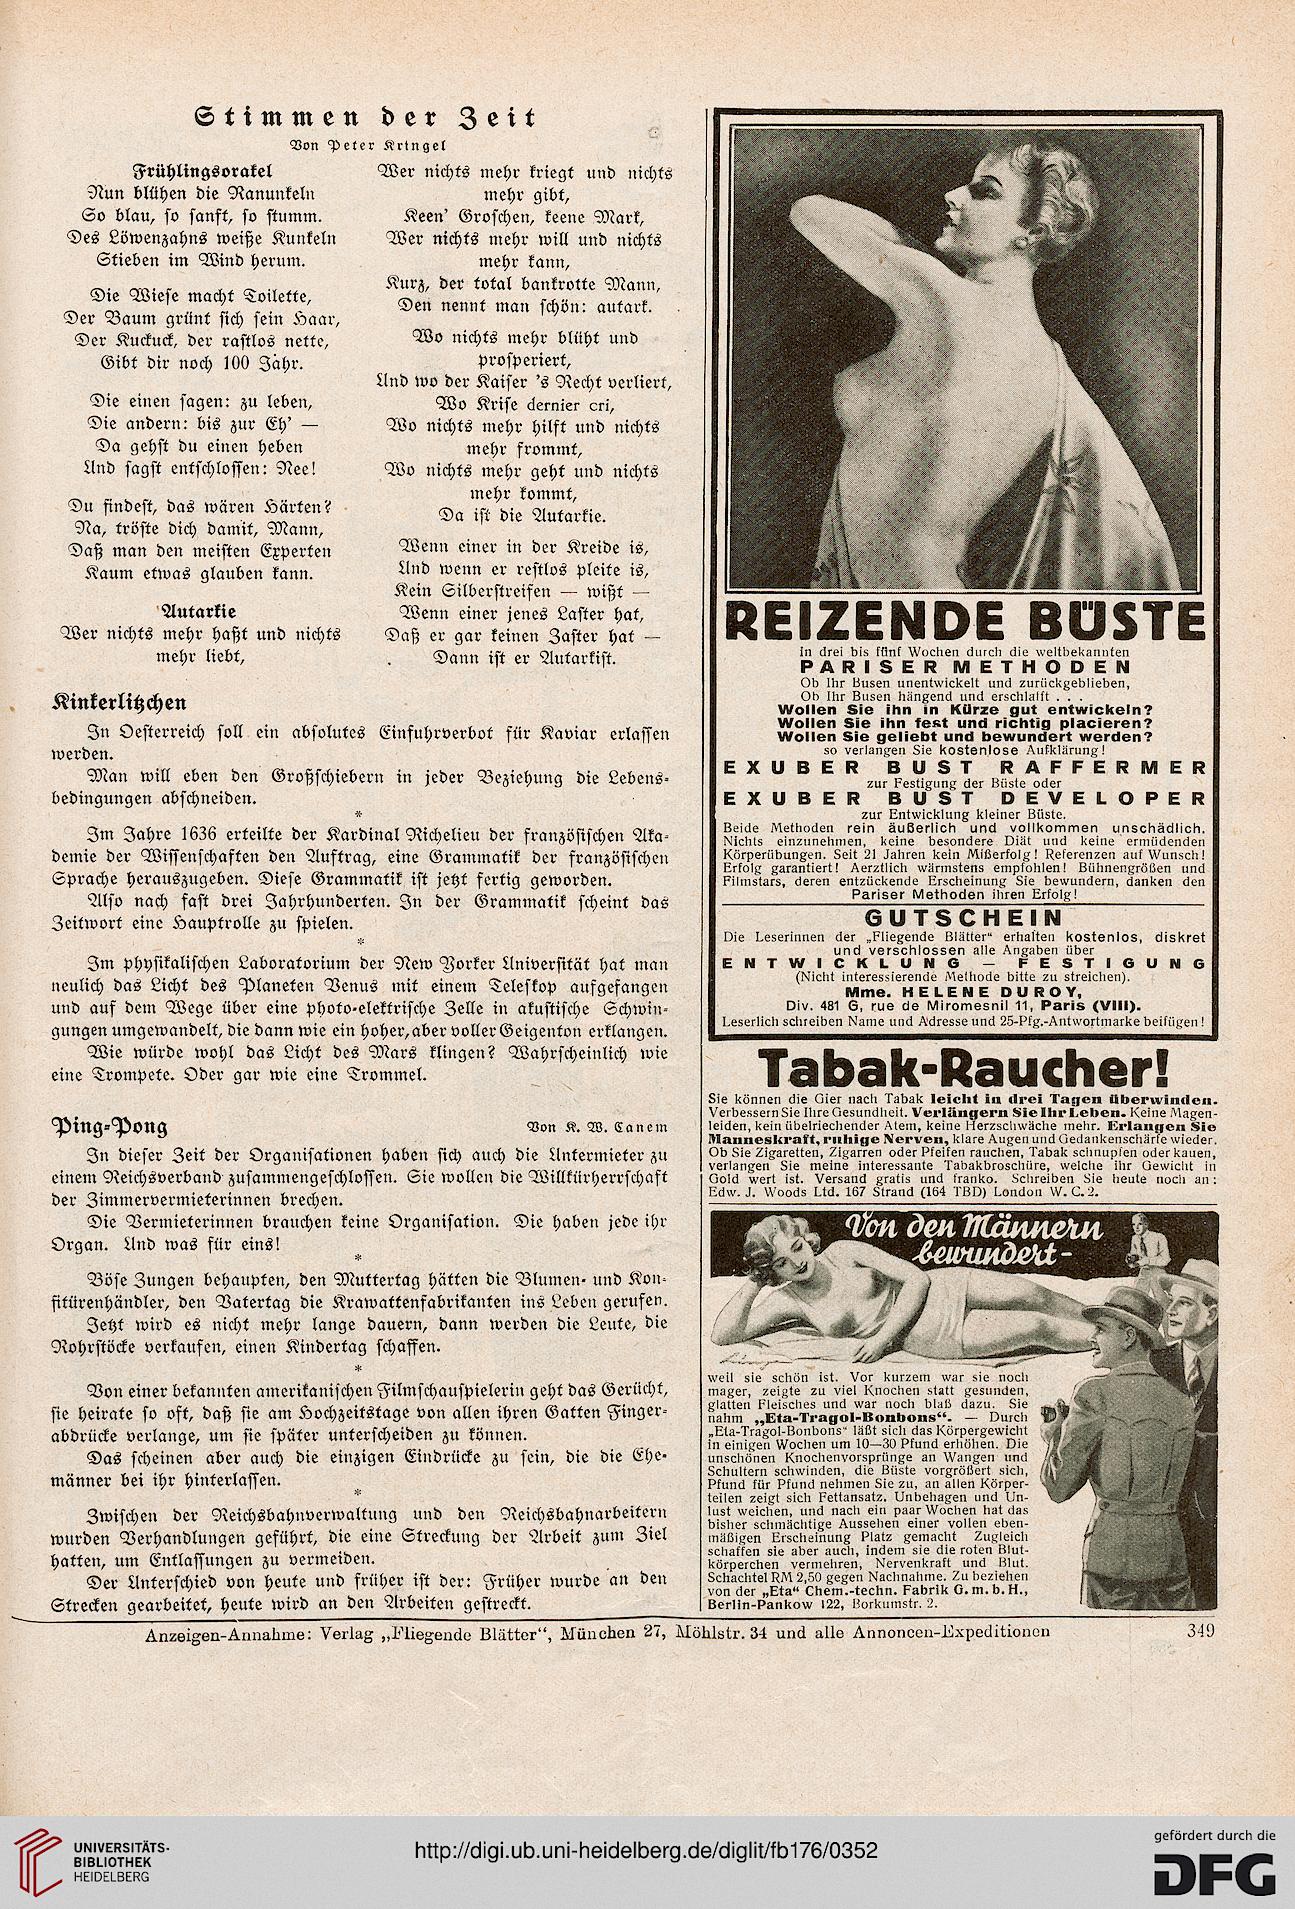 Stimmen der Zeit
Von Peter Kringel
Frühlingsorakel
Nun blühen die Ranunkeln
So blau, so sanft, so stumm.
Des Löwenzahns weiße Kunkeln
Stieben im Wind herum.
Die Wiese macht Toilette,
Der Baum grünt sich sein Haar,
Der Kuckuck, der rastlos nette,
Gibt dir noch 100 Jahr.
Die einen sagen: zu leben,
Die andern: bis zur Eh' —
Da gehst du einen heben
Und sagst entschlossen: Nee!
Du findest, das wären Härten?
Na, tröste dich damit, Mann,
Daß man den meisten Experten
Kaum etwas glauben kann.
Autarkie
Wer nichts mehr haßt und nichts
mehr liebt,
Wer nichts mehr kriegt und nichts
mehr gibt,
Keen' Groschen, keene Mark,
Wer nichts mehr will und nichts
mehr kann,
Kurz, der total bankrotte Mann,
Den nennt man schön: autark.
Wo nichts mehr blüht und
prosperiert,
Und wo der Kaiser 's Recht verliert,
Wo Krise dernier cri,
Wo nichts mehr hilft und nichts
mehr frommt,
Wo nichts mehr geht und nichts
mehr kommt,
Da ist die Autarkie.
Wenn einer in der Kreide is,
Und wenn er restlos pleite is,
Kein Silberstreifen — wißt —
Wenn einer jenes Laster hat,
Daß er gar keinen Zaster hat —
Dann ist er Autarkist.
Kinkerlitzchen
In Oesterreich soll ein absolutes Einfuhrverbot für Kaviar erlassen
werden.
Man will eben den Großschiebern in jeder Beziehung die Lebens-
bedingungen abschneiden.
*
Im Jahre 1636 erteilte der Kardinal Richelieu der französischen Aka-
demie der Wissenschaften den Auftrag, eine Grammatik der französischen
Sprache herauszugeben. Diese Grammatik ist jetzt fertig geworden.
Also nach fast drei Jahrhunderten. In der Grammatik scheint das
Zeitwort eine Hauptrolle zu spielen.
*
Im physikalischen Laboratorium der New Yorker Universität hat man
neulich das Licht des Planeten Venus mit einem Teleskop aufgefangen
und auf dem Wege über eine photo-elektrische Zelle in akustische Schwin-
gungen umgewandelt, die dann wie ein hoher, aber voller Geigenton erklangen.
Wie würde wohl das Licht des Mars klingen? Wahrscheinlich wie
eine Trompete. Oder gar wie eine Trommel.
Ping-Pong
Von K. W. Canem
In dieser Zeit der Organisationen haben sich auch die Untermieter zu
einem Reichsverband zusammengeschlossen. Sie wollen die Willkürherrschaft
der Zimmervermieterinnen brechen.
Die Vermieterinnen brauchen keine Organisation. Die haben jede ihr
Organ. Und was für eins!
*
Böse Zungen behaupten, den Muttertag hätten die Blumen- und Kon-
fitürenhändler, den Vatertag die Krawattenfabrikanten ins Leben gerufen.
Jetzt wird es nicht mehr lange dauern, dann werden die Leute, die
Rohrstöcke verkaufen, einen Kindertag schaffen.
*
Von einer bekannten amerikanischen Filmschauspielerin geht das Gerücht,
sie heirate so oft, daß sie am Hochzeitstage von allen ihren Gatten Finger-
abdrücke verlange, um sie später unterscheiden zu können.
Das scheinen aber auch die einzigen Eindrücke zu sein, die die Ehe-
männer bei ihr hinterlassen.
*
Zwischen der Reichsbahnverwaltung und den Reichsbahnarbeitern
wurden Verhandlungen geführt, die eine Streckung der Arbeit zum Ziel
hatten, um Entlassungen zu vermeiden.
Der Unterschied von heute und früher ist der: Früher wurde an den
Strecken gearbeitet, heute wird an den Arbeiten gestreckt.
REIZENDE BÜSTE
In drei bis fünf Wochen durch die weltbekannten
PARISER METHODEN
Ob Ihr Busen unentwickelt und zurückgeblieben,
Ob Ihr Busen hängend und erschlafft . . .
Wollen Sie ihn in Kürze gut entwickeln?
Wollen Sie ihn fest und richtig placieren?
Wollen Sie geliebt und bewundert werden?
so verlangen Sie kostenlose Aufklärung!
EXUBER BUST RAFFERMER
zur Festigung der Büste oder
EXUBER BUST DEVELOPER
zur Entwicklung kleiner Büste.
Beide Methoden rein äußerlich und vollkommen unschädlich.
Nichts einzunehmen, keine besondere Diät und keine ermüdenden
Körperübungen. Seit 21 Jahren kein Mißerfolg! Referenzen auf Wunsch!
Erfolg garantiert! Aerztlich wärmstens empfohlen! Bühnengrößen und
Filmstars, deren entzückende Erscheinung Sie bewundern, danken den
Pariser Methoden ihren Erfolg!
GUTSCHEIN
Die Leserinnen der „Fliegende Blätter“ erhalten kostenlos, diskret
und verschlossen alle Angaben über
ENTWICKLUNG — FESTIGUNG
(Nicht interessierende Methode bitte zu streichen).
Mme. HELENE DUROY,
Div. 481 G, rue de Miromesnil 11, Paris (VIII).
Leserlich schreiben Name und Adresse und 25-Pfg.-Antwortmarke beifügen!
Tabak-Raucher!
Sie können die Gier nach Tabak leicht in drei Tagen überwinden.
Verbessern Sie Ihre Gesundheit. Verlängern Sie Ihr Leben. Keine Magen-
leiden, kein übelriechender Atem, keine Herzschwäche mehr. Erlangen Sie
Manneskraft, ruhige Nerven, klare Augen und Gedankenschärfe wieder.
Ob Sie Zigaretten, Zigarren oder Pfeifen rauchen, Tabak schnupfen oder kauen,
verlangen Sie meine interessante Tabakbroschüre, welche ihr Gewicht in
Gold wert ist. Versand gratis und franko. Schreiben Sie heute noch an:
Edw. J. Woods Ltd. 167 Strand (164 TBD) London W. C. 2.
Von den Männern
bewundert-
weil sie schön ist. Vor kurzem war sie noch
mager, zeigte zu viel Knochen statt gesunden,
glatten Fleisches und war noch blaß dazu. Sie
nahm „Eta-Tragol-Bonbons“. — Durch
„Eta-Tragol-Bonbons“ läßt sich das Körpergewicht
in einigen Wochen um 10—30 Pfund erhöhen. Die
unschönen Knochenvorsprünge an Wangen und
Schultern schwinden, die Büste vorgrößert sich,
Pfund für Pfund nehmen Sie zu, an allen Körper-
teilen zeigt sich Fettansatz. Unbehagen und Un-
lust weichen, und nach ein paar Wochen hat das
bisher schmächtige Aussehen einer vollen eben-
mäßigen Erscheinung Platz gemacht Zugleich
schaffen sie aber auch, indem sie die roten Blut-
körperchen vermehren, Nervenkraft und Blut.
Schachtel RM 2,50 gegen Nachnahme. Zu beziehen
von der „Eta“ Chem.-techn. Fabrik G. m. b. H.,
Berlin-Pankow 122, Borkumstr. 2.
Anzeigen-Annahme: Verlag „Fliegende Blätter“, München 27, Möhlstr. 34 und alle Annoncen-Expeditionen
349
UNIVERSITÄTS-
BIBLIOTHEK
HEIDELBERG
http://digi.ub.uni-heidelberg.de/diglit/fb176/0352
gefördert durch die
DFG